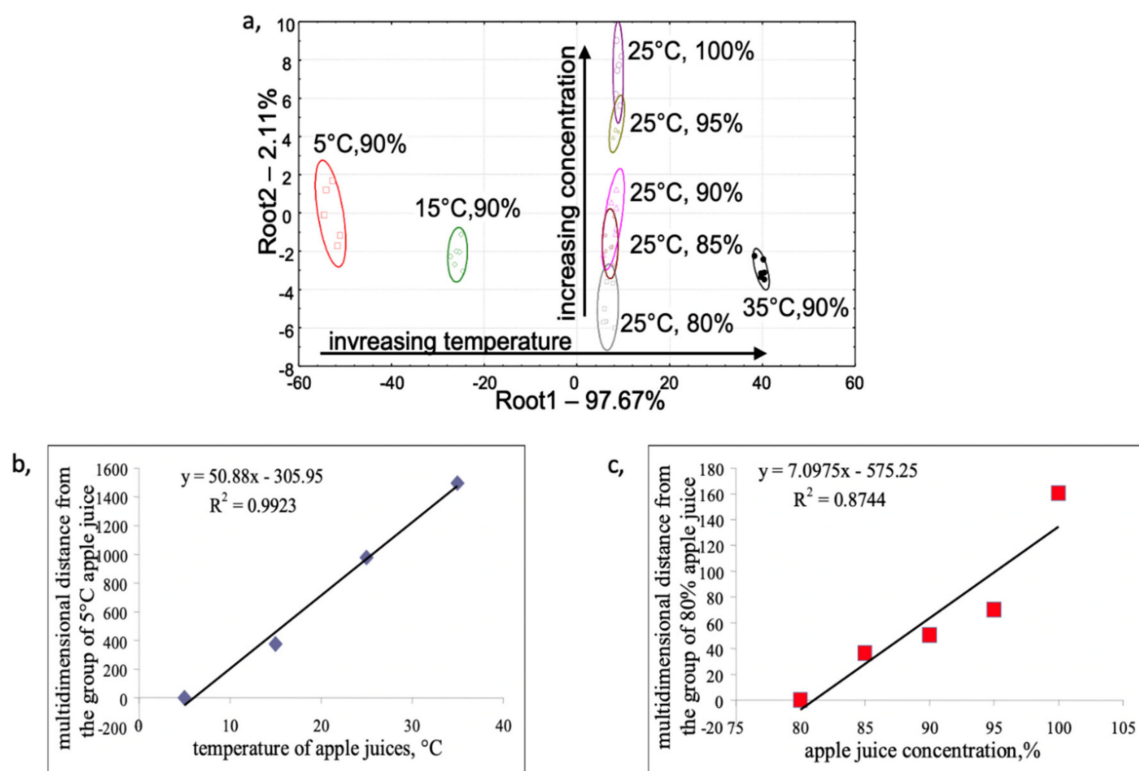 a,
10
8
6
4
2
0
-2
-4
-6
-8
Root2 – 2.11%
5°C,90%
15°C,90%
increasing concentration
25°C, 100%
25°C, 95%
25°C, 90%
25°C, 85%
25°C, 80%
35°C,90%
invreasing temperature
-60 -40 -20 0 20 40 60
Root1 – 97.67%
b,
multidimensional distance from
the group of 5°C apple juice
y = 50.88x - 305.95
R² = 0.9923
1600
1400
1200
1000
800
600
400
200
0
-200
0 10 20 30 40
temperature of apple juices, °C
c,
multidimensional distance from
the group of 80% apple juice
y = 7.0975x - 575.25
R² = 0.8744
180
160
140
120
100
80
60
40
20
0
-20
75 80 85 90 95 100 105
apple juice concentration,%